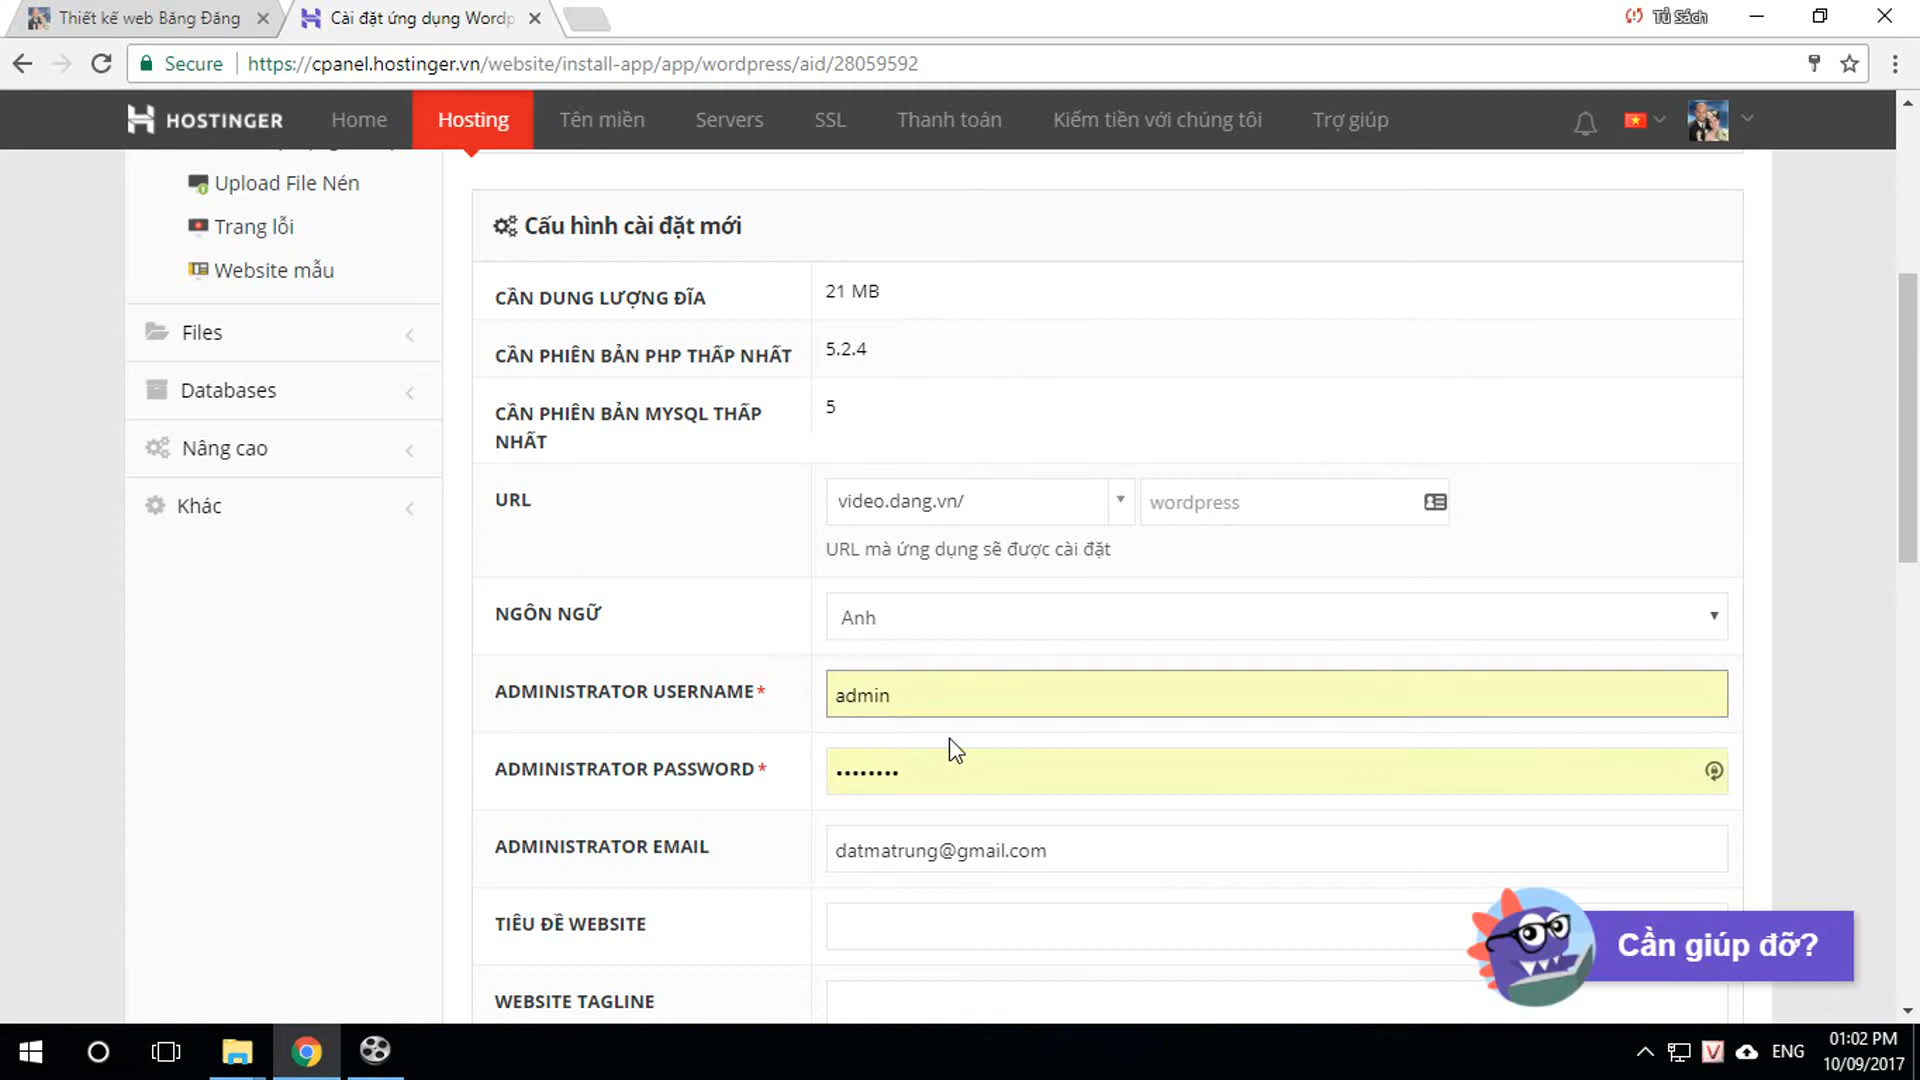 Thiết kế web Băng Đăng
Cài đặt ứng dụng Wordp
Tủ Sách
Secure
https://cpanel.hostinger.vn/website/install-app/app/wordpress/aid/28059592
HOSTINGER
Home
Hosting
Tên miền
Servers
SSL
Thanh toán
Kiếm tiền với chúng tôi
Trợ giúp
Upload File Nén
Trang lỗi
Website mẫu
Files
Databases
Nâng cao
Khác
Cấu hình cài đặt mới
CẦN DUNG LƯỢNG ĐĨA
21 MB
CẦN PHIÊN BẢN PHP THẤP NHẤT
5.2.4
CẦN PHIÊN BẢN MYSQL THẤP
NHẤT
5
URL
video.dang.vn/
wordpress
URL mà ứng dụng sẽ được cài đặt
NGÔN NGỮ
Anh
ADMINISTRATOR USERNAME*
admin
ADMINISTRATOR PASSWORD*
••••••••
ADMINISTRATOR EMAIL
datmatrung@gmail.com
TIÊU ĐỀ WEBSITE
WEBSITE TAGLINE
Cần giúp đỡ?
ENG
01:02 PM
10/09/2017